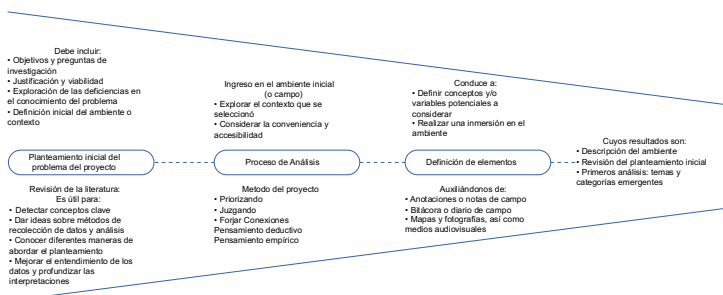 Debe incluir:
• Objetivos y preguntas de
investigación
• Justificación y viabilidad
• Exploración de las deficiencias en
el conocimiento del problema
• Definición inicial del ambiente o
contexto
Planteamiento inicial del
problema del proyecto
Revisión de la literatura:
Es útil para:
• Detectar conceptos clave
• Dar ideas sobre métodos de
recolección de datos y análisis
• Conocer diferentes maneras de
abordar el planteamiento
• Mejorar el entendimiento de los
datos y profundizar las
interpretaciones
Ingreso en el ambiente inicial
(o campo)
• Explorar el contexto que se
seleccionó
• Considerar la conveniencia y
accesibilidad
Proceso de Análisis
Metodo del proyecto
• Priorizando
• Juzgando
• Forjar Conexiones
Pensamiento deductivo
Pensamiento empírico
Conduce a:
• Definir conceptos y/o
variables potenciales a
considerar
• Realizar una inmersión en el
ambiente
Definición de elementos
Auxiliándonos de:
• Anotaciones o notas de campo
• Bitácora o diario de campo
• Mapas y fotografías, así como
medios audiovisuales
Cuyos resultados son:
• Descripción del ambiente
• Revisión del planteamiento inicial
• Primeros análisis: temas y
categorías emergentes